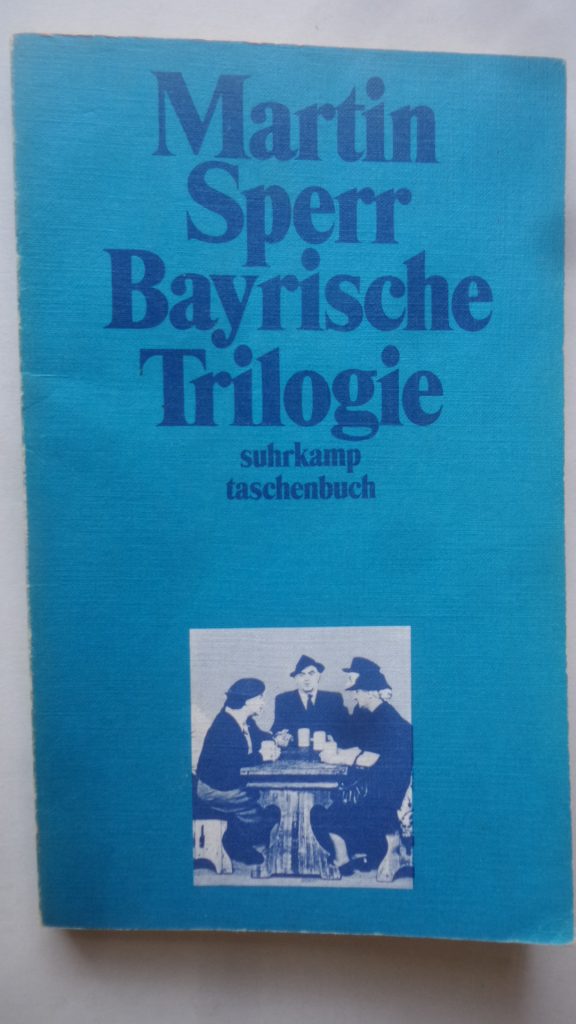 Martin
Sperr
Bayrische
Trilogie
suhrkamp
taschenbuch